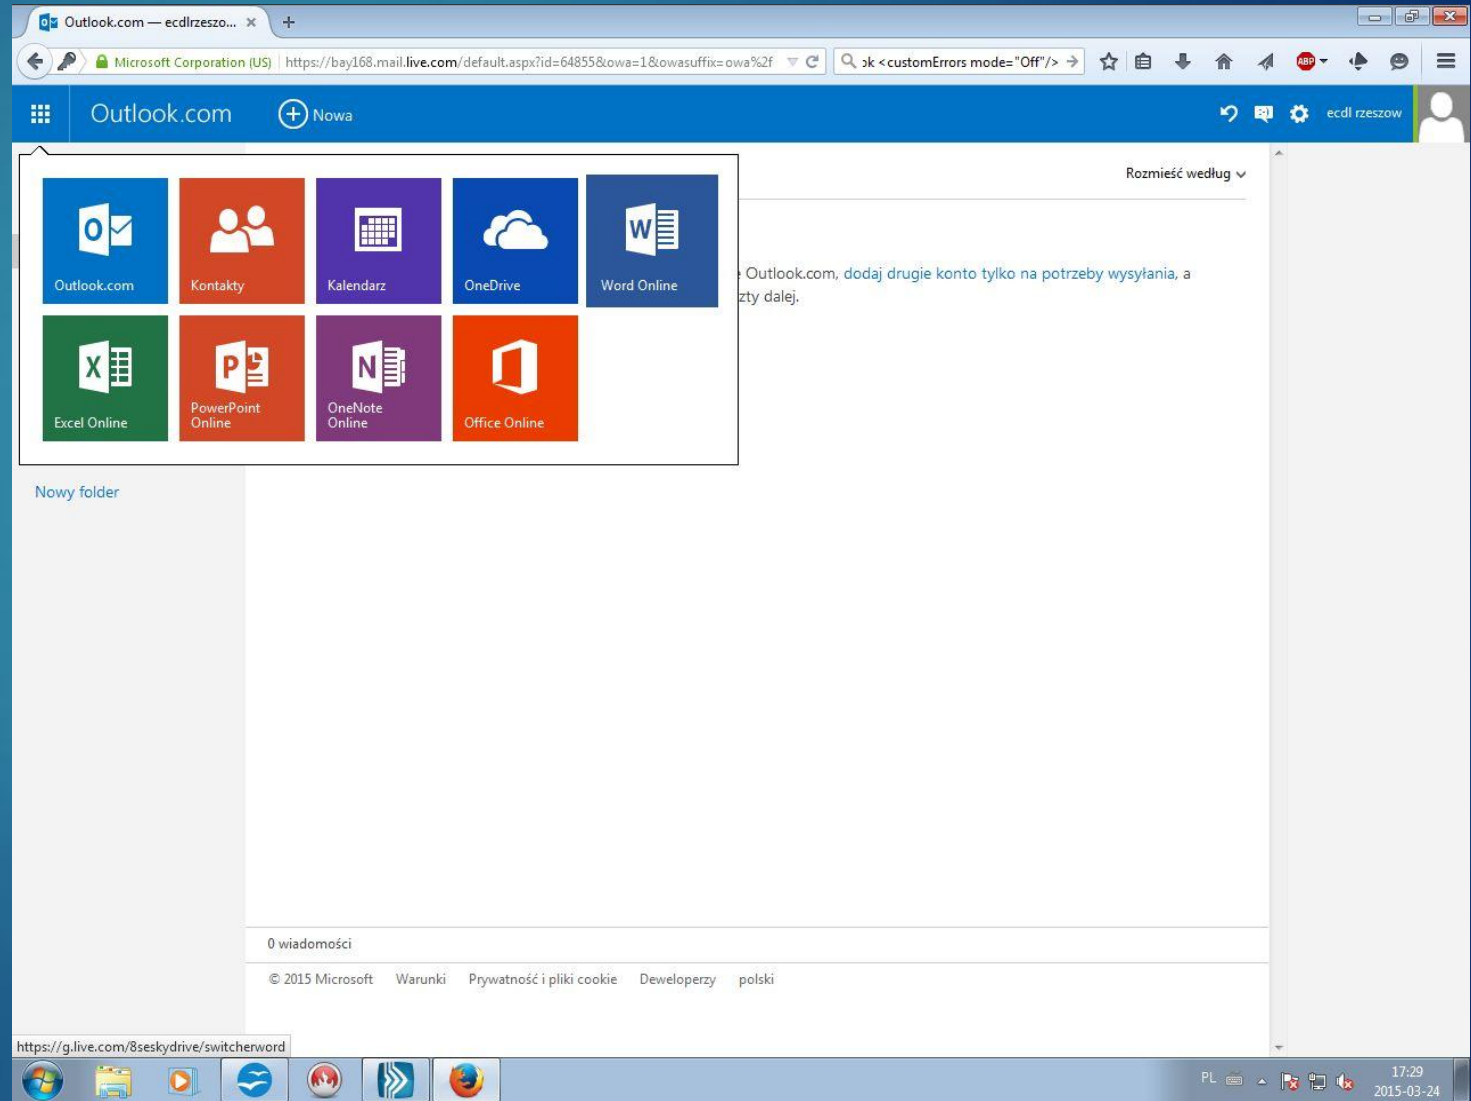 Outlook.com — ecdlrzeszo...
Microsoft Corporation (US) https://bay168.mail.live.com/default.aspx?id=64855&owa=1&owasuffix=owa%2f
<customErrors mode="Off"/>
ABP
Outlook.com
Nowa
ecdl rzeszow
Rozmieść według
Outlook.com
Kontakty
Kalendarz
OneDrive
Word Online
Outlook.com, dodaj drugie konto tylko na potrzeby wysyłania, a
dalej.
Excel Online
PowerPoint
Online
OneNote
Online
Office Online
Nowy folder
0 wiadomości
© 2015 Microsoft Warunki Prywatność i pliki cookie Deweloperzy polski
https://g.live.com/8seskydrive/switcherword
PL
17:29
2015-03-24